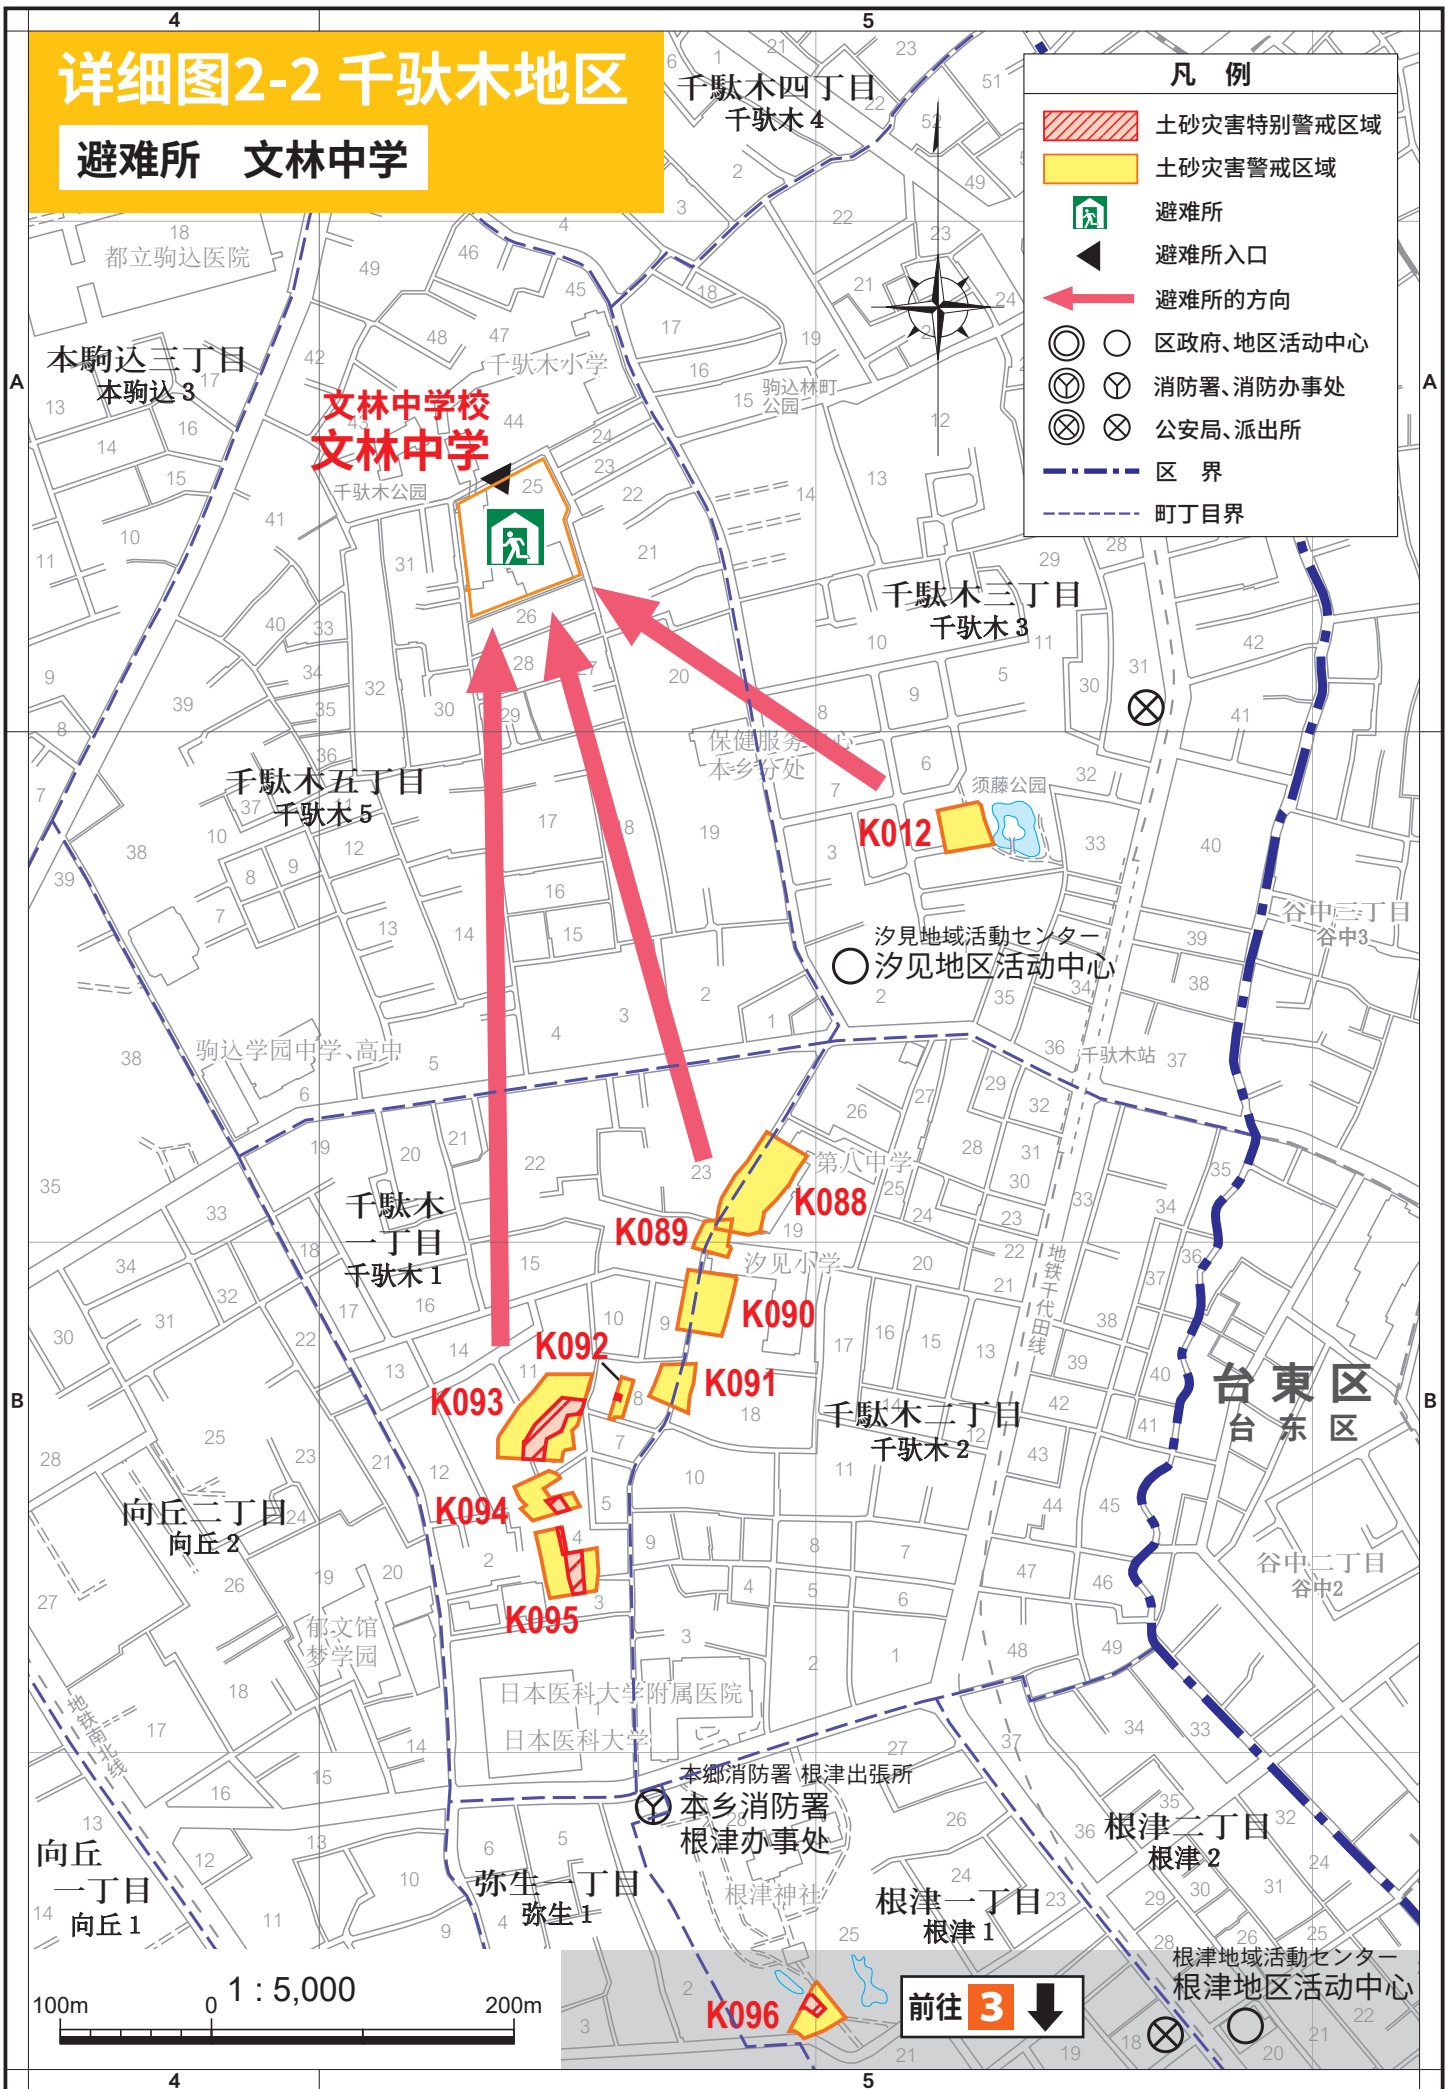 4
5
详细图2-2 千驮木地区
避难所　文林中学
凡　例
土砂灾害特别警戒区域
土砂灾害警戒区域
避难所
避难所入口
避难所的方向
区政府、地区活动中心
消防署、消防办事处
公安局、派出所
区　界
町丁目界
千駄木四丁目
千驮木 4
都立驹込医院
本駒込三丁目
本驹込 3
千驮木小学
驹込林町
公园
A
A
文林中学校
文林中学
千驮木公园
千駄木三丁目
千驮木 3
保健服务中心
本乡分处
须藤公园
千駄木五丁目
千驮木 5
K012
谷中三丁目
谷中3
汐見地域活動センター
汐见地区活动中心
驹込学园中学、高中
千驮木站
第八中学
K088
千駄木
一丁目
千驮木 1
K089
汐见小学
K090
地铁千代田线
K092
K091
K093
台東区
台东区
B
B
千駄木二丁目
千驮木 2
K094
向丘二丁目
向丘 2
谷中二丁目
谷中2
K095
郁文馆
梦学园
日本医科大学附属医院
日本医科大学
地铁南北线
本郷消防署 根津出張所
本乡消防署
根津办事处
根津二丁目
根津 2
向丘
一丁目
向丘 1
弥生一丁目
弥生 1
根津神社
根津一丁目
根津 1
根津地域活動センター
根津地区活动中心
1 : 5,000
100m
0
200m
K096
前往 3
4
5